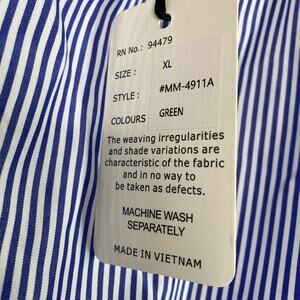 RN No.: 94479
SIZE : XL
STYLE : #MM-4911A
COLOURS GREEN
The weaving irregularities
and shade variations are
characteristic of the fabric
and in no way to
be taken as defects.
MACHINE WASH
SEPARATELY
MADE IN VIETNAM